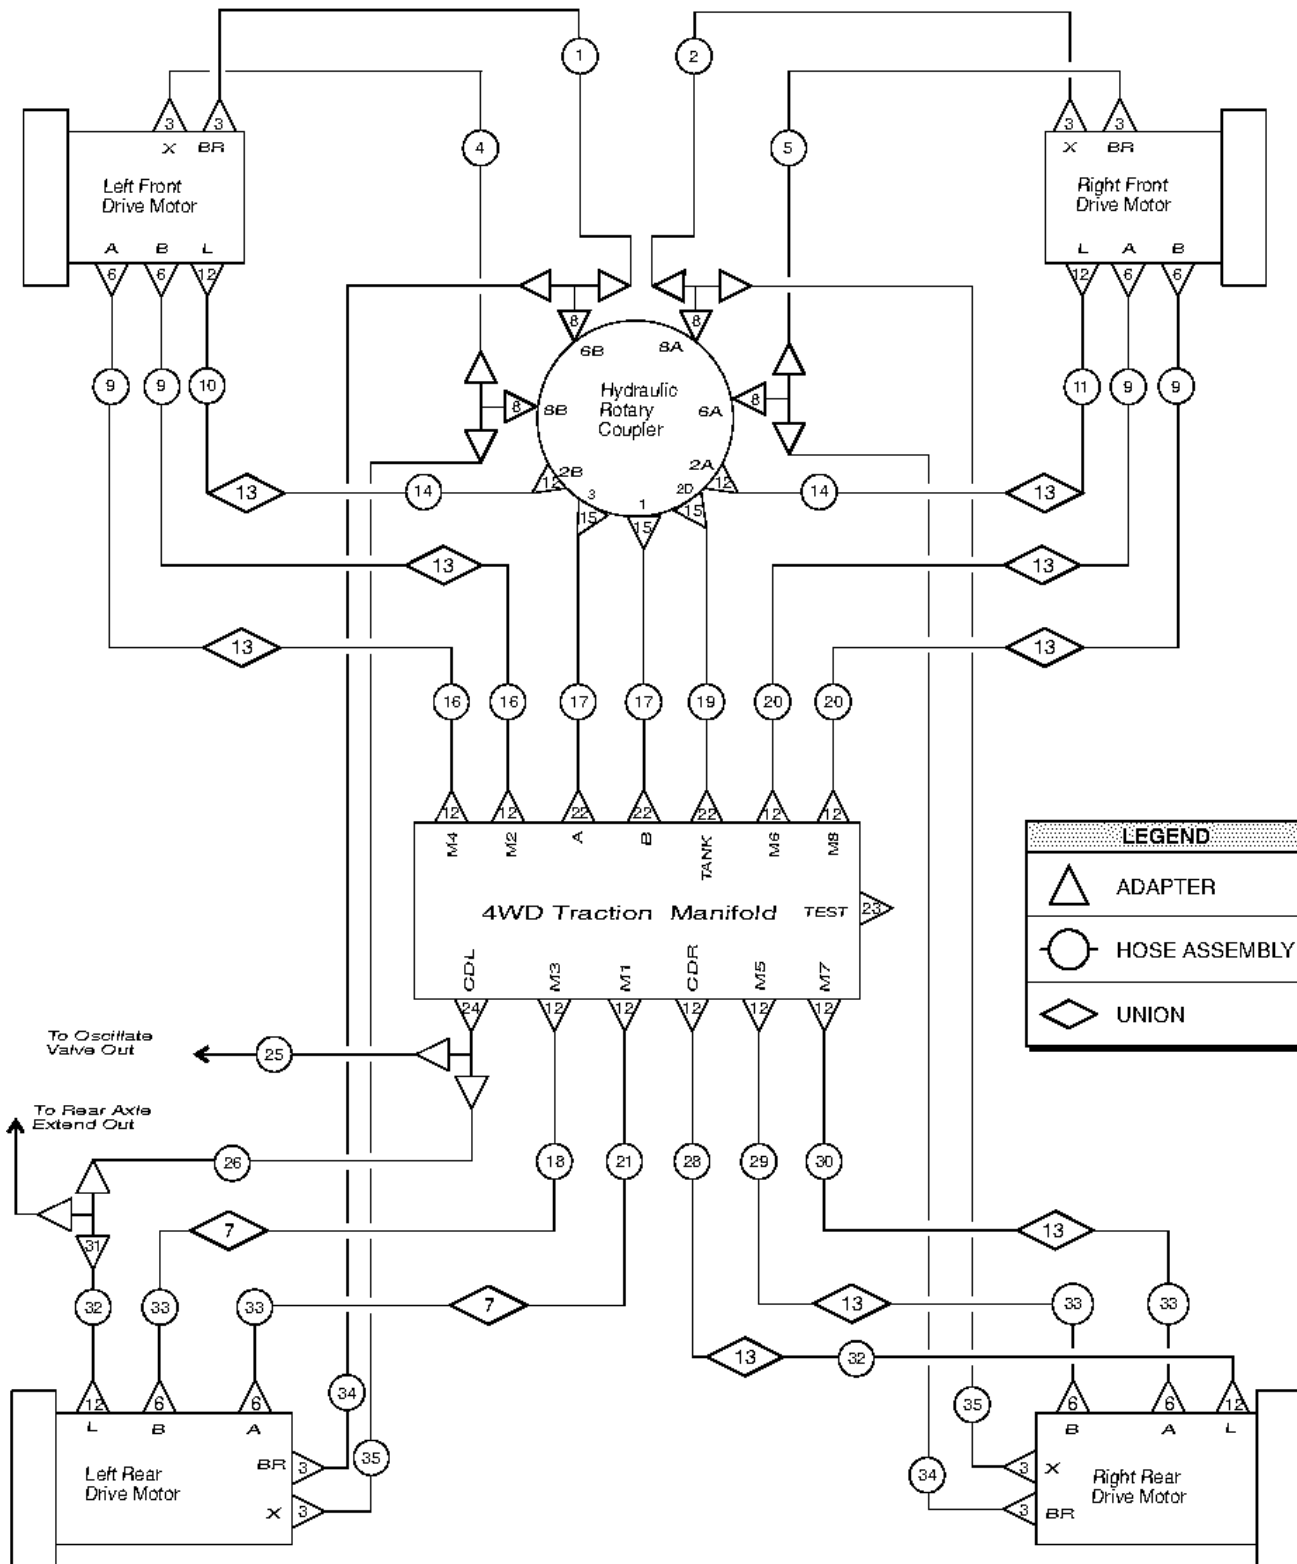 1
2
3
3
3
3
X
BR
X
BR
4
5
Left Front
Drive Motor
Right Front
Drive Motor
A
B
L
L
A
B
6
6
12
12
6
6
8
8
6B
8A
9
9
10
11
9
9
8
8B
Hydraulic
Rotary
Coupler
6A
8
2B
2A
12
3
1
2D
12
13
14
15
15
15
14
13
13
13
13
13
16
16
17
17
19
20
20
12
12
22
22
22
12
12
M4
M2
A
B
TANK
M6
M8
LEGEND
ADAPTER
HOSE ASSEMBLY
UNION
4WD Traction Manifold
TEST
23
CDL
M3
M1
CDR
M5
M7
24
12
12
12
12
12
To Oscillate
Valve Out
25
To Rear Axle
Extend Out
26
18
21
28
29
30
7
13
31
32
33
33
7
13
33
33
13
32
34
35
12
6
6
6
6
12
L
B
A
B
A
L
BR
3
35
3
X
Left Rear
Drive Motor
Right Rear
Drive Motor
X
3
34
3
BR